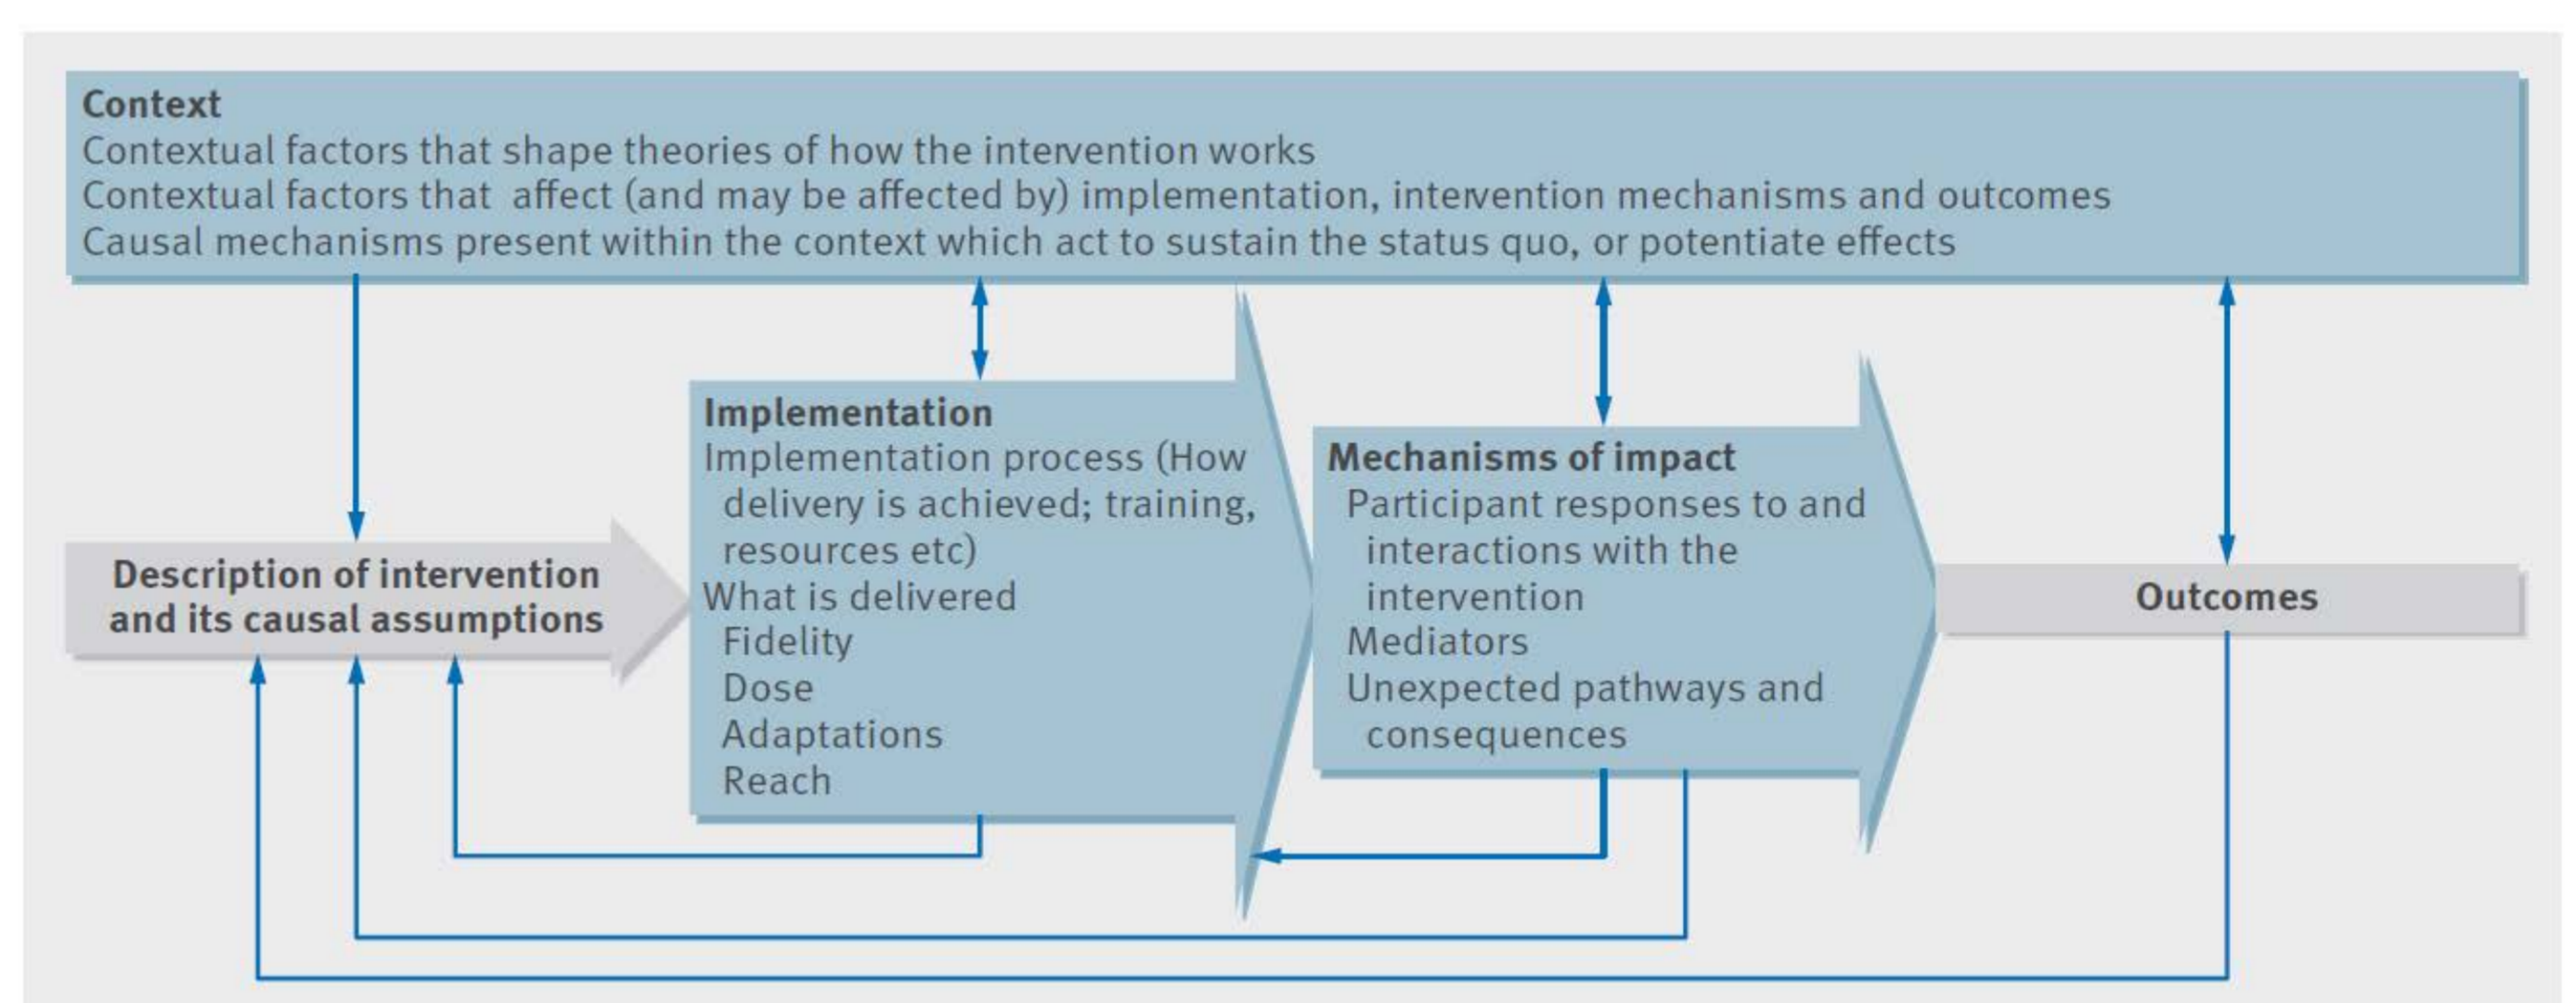 Context
Contextual factors that shape theories of how the intervention works
Contextual factors that affect (and may be affected by) implementation, intervention mechanisms and outcomes
Causal mechanisms present within the context which act to sustain the status quo, or potentiate effects
Description of intervention
and its causal assumptions
Implementation
Implementation process (How
delivery is achieved; training,
resources etc)
What is delivered
Fidelity
Dose
Adaptations
Reach
Mechanisms of impact
Participant responses to and
interactions with the
intervention
Mediators
Unexpected pathways and
consequences
Outcomes